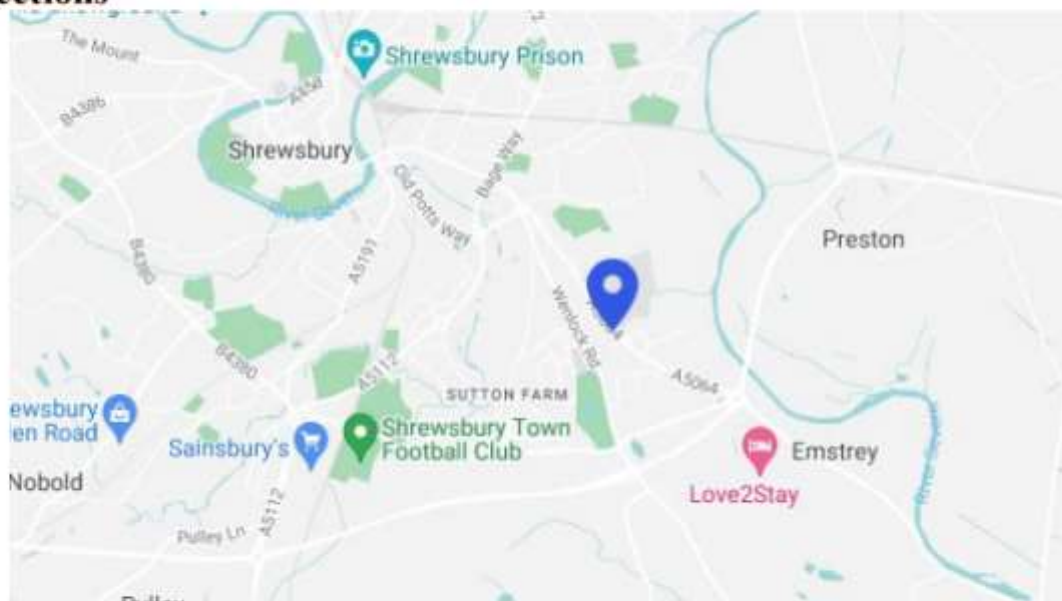 The Mount
Shrewsbury Prison
A458
B4386
Shrewsbury
Bage Way
Old Potts Way
Preston
B4380
A5191
Wenlock Rd
B4380
A5112
A5064
SUTTON FARM
Shrewsbury Town
Football Club
Sainsbury's
Emstrey
Love2Stay
Nobold
A5112
Pulley Ln